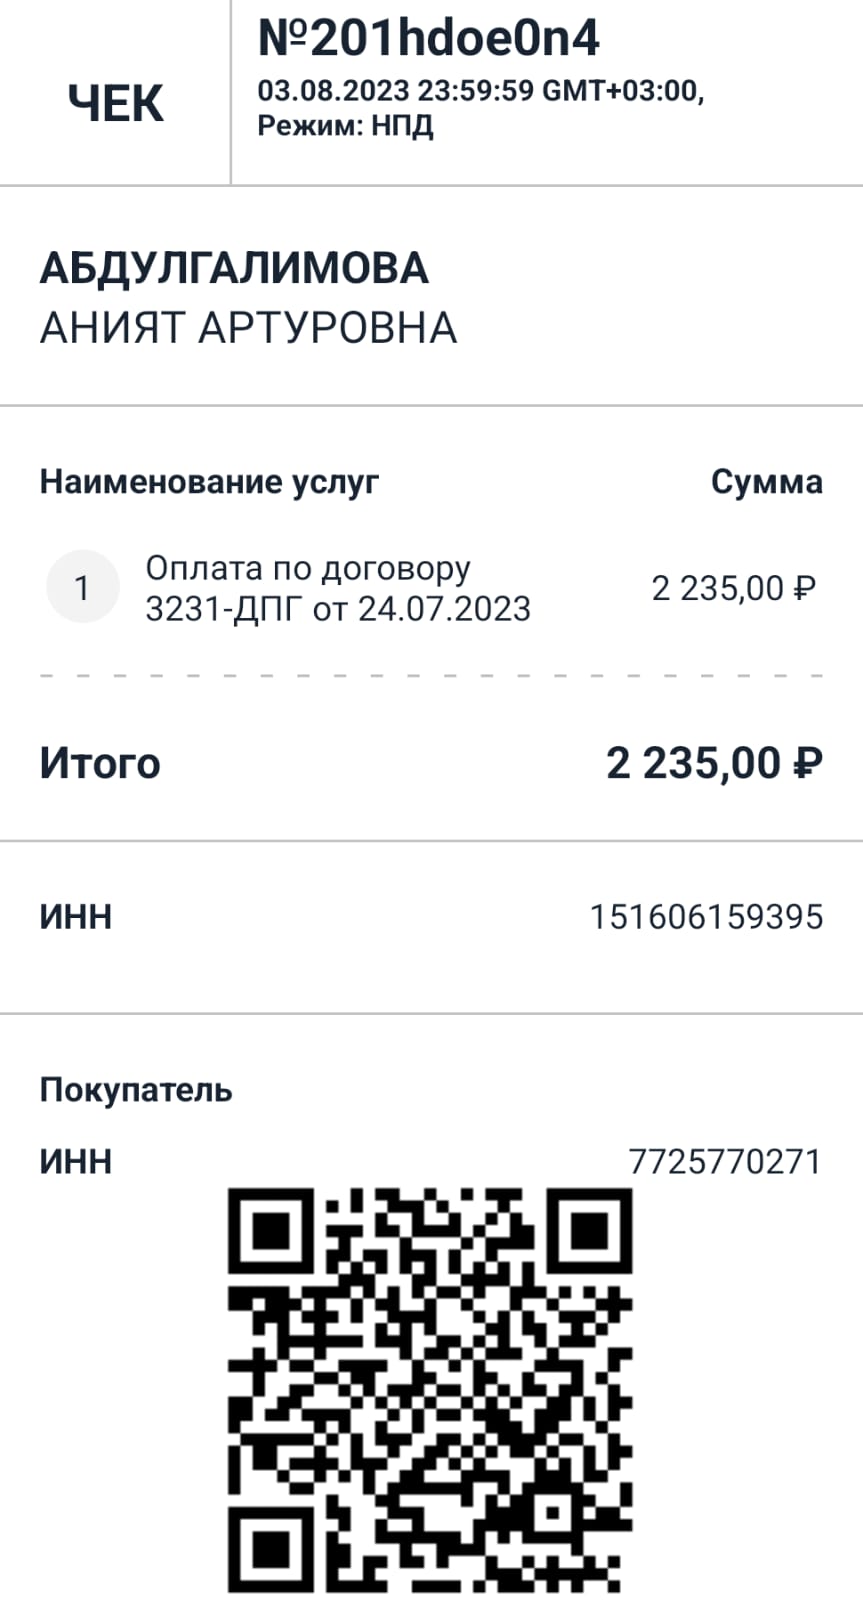 ЧЕК
№201hdoe0n4
03.08.2023 23:59:59 GMT+03:00,
Режим: НПД
АБДУЛГАЛИМОВА
АНИЯТ АРТУРОВНА
Наименование услуг Сумма
1 Оплата по договору
3231-ДПГ от 24.07.2023 2 235,00 ₽
Итого 2 235,00 ₽
ИНН 151606159395
Покупатель
ИНН 7725770271